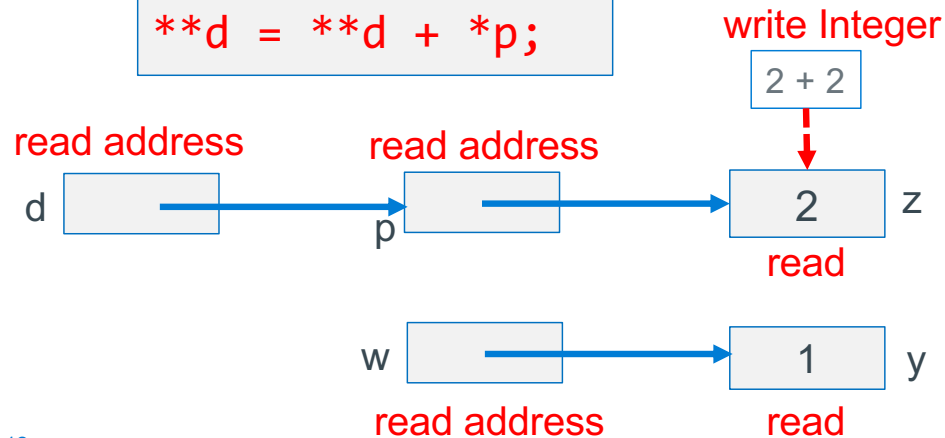 **d = **d + *p;
write Integer
2 + 2
read address
read address
d
p
2
z
read
w
1
y
read address
read